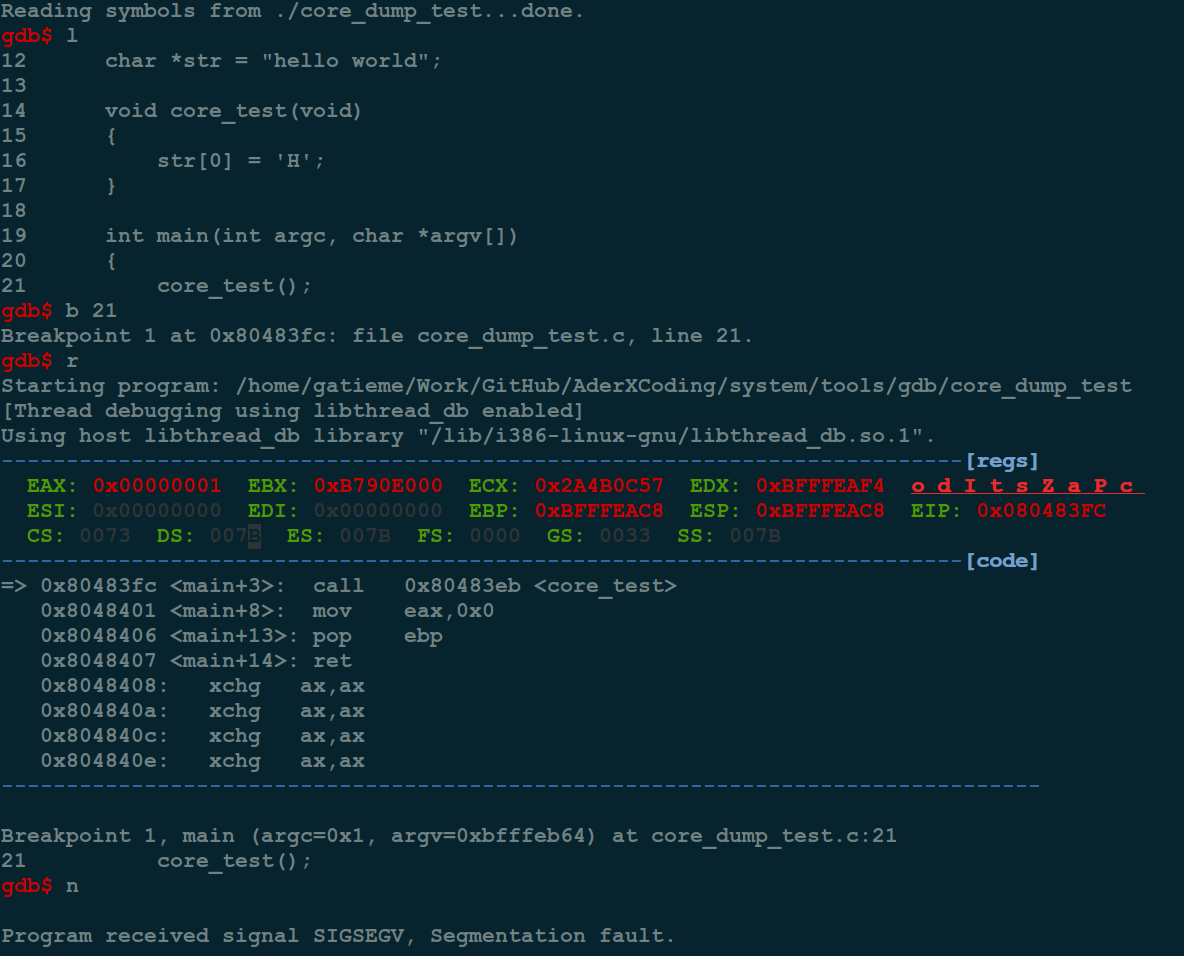 Reading symbols from ./core_dump_test...done.
gdb$ l
12      char *str = "hello world";
13
14      void core_test(void)
15      {
16          str[0] = 'H';
17      }
18
19      int main(int argc, char *argv[])
20      {
21          core_test();
gdb$ b 21
Breakpoint 1 at 0x80483fc: file core_dump_test.c, line 21.
gdb$ r
Starting program: /home/gatieme/Work/GitHub/AderXCoding/system/tools/gdb/core_dump_test
[Thread debugging using libthread_db enabled]
Using host libthread_db library "/lib/i386-linux-gnu/libthread_db.so.1".
--------------------------------------------------------------------------[regs]
  EAX: 0x00000001  EBX: 0xB790E000  ECX: 0x2A4B0C57  EDX: 0xBFFFEAF4  o d I t s Z a P c
  ESI: 0x00000000  EDI: 0x00000000  EBP: 0xBFFFEAC8  ESP: 0xBFFFEAC8  EIP: 0x080483FC
  CS: 0073  DS: 007B  ES: 007B  FS: 0000  GS: 0033  SS: 007B
--------------------------------------------------------------------------[code]
=> 0x80483fc <main+3>:  call   0x80483eb <core_test>
   0x8048401 <main+8>:  mov    eax,0x0
   0x8048406 <main+13>: pop    ebp
   0x8048407 <main+14>: ret
   0x8048408:   xchg   ax,ax
   0x804840a:   xchg   ax,ax
   0x804840c:   xchg   ax,ax
   0x804840e:   xchg   ax,ax
--------------------------------------------------------------------------------
Breakpoint 1, main (argc=0x1, argv=0xbfffeb64) at core_dump_test.c:21
21          core_test();
gdb$ n
Program received signal SIGSEGV, Segmentation fault.